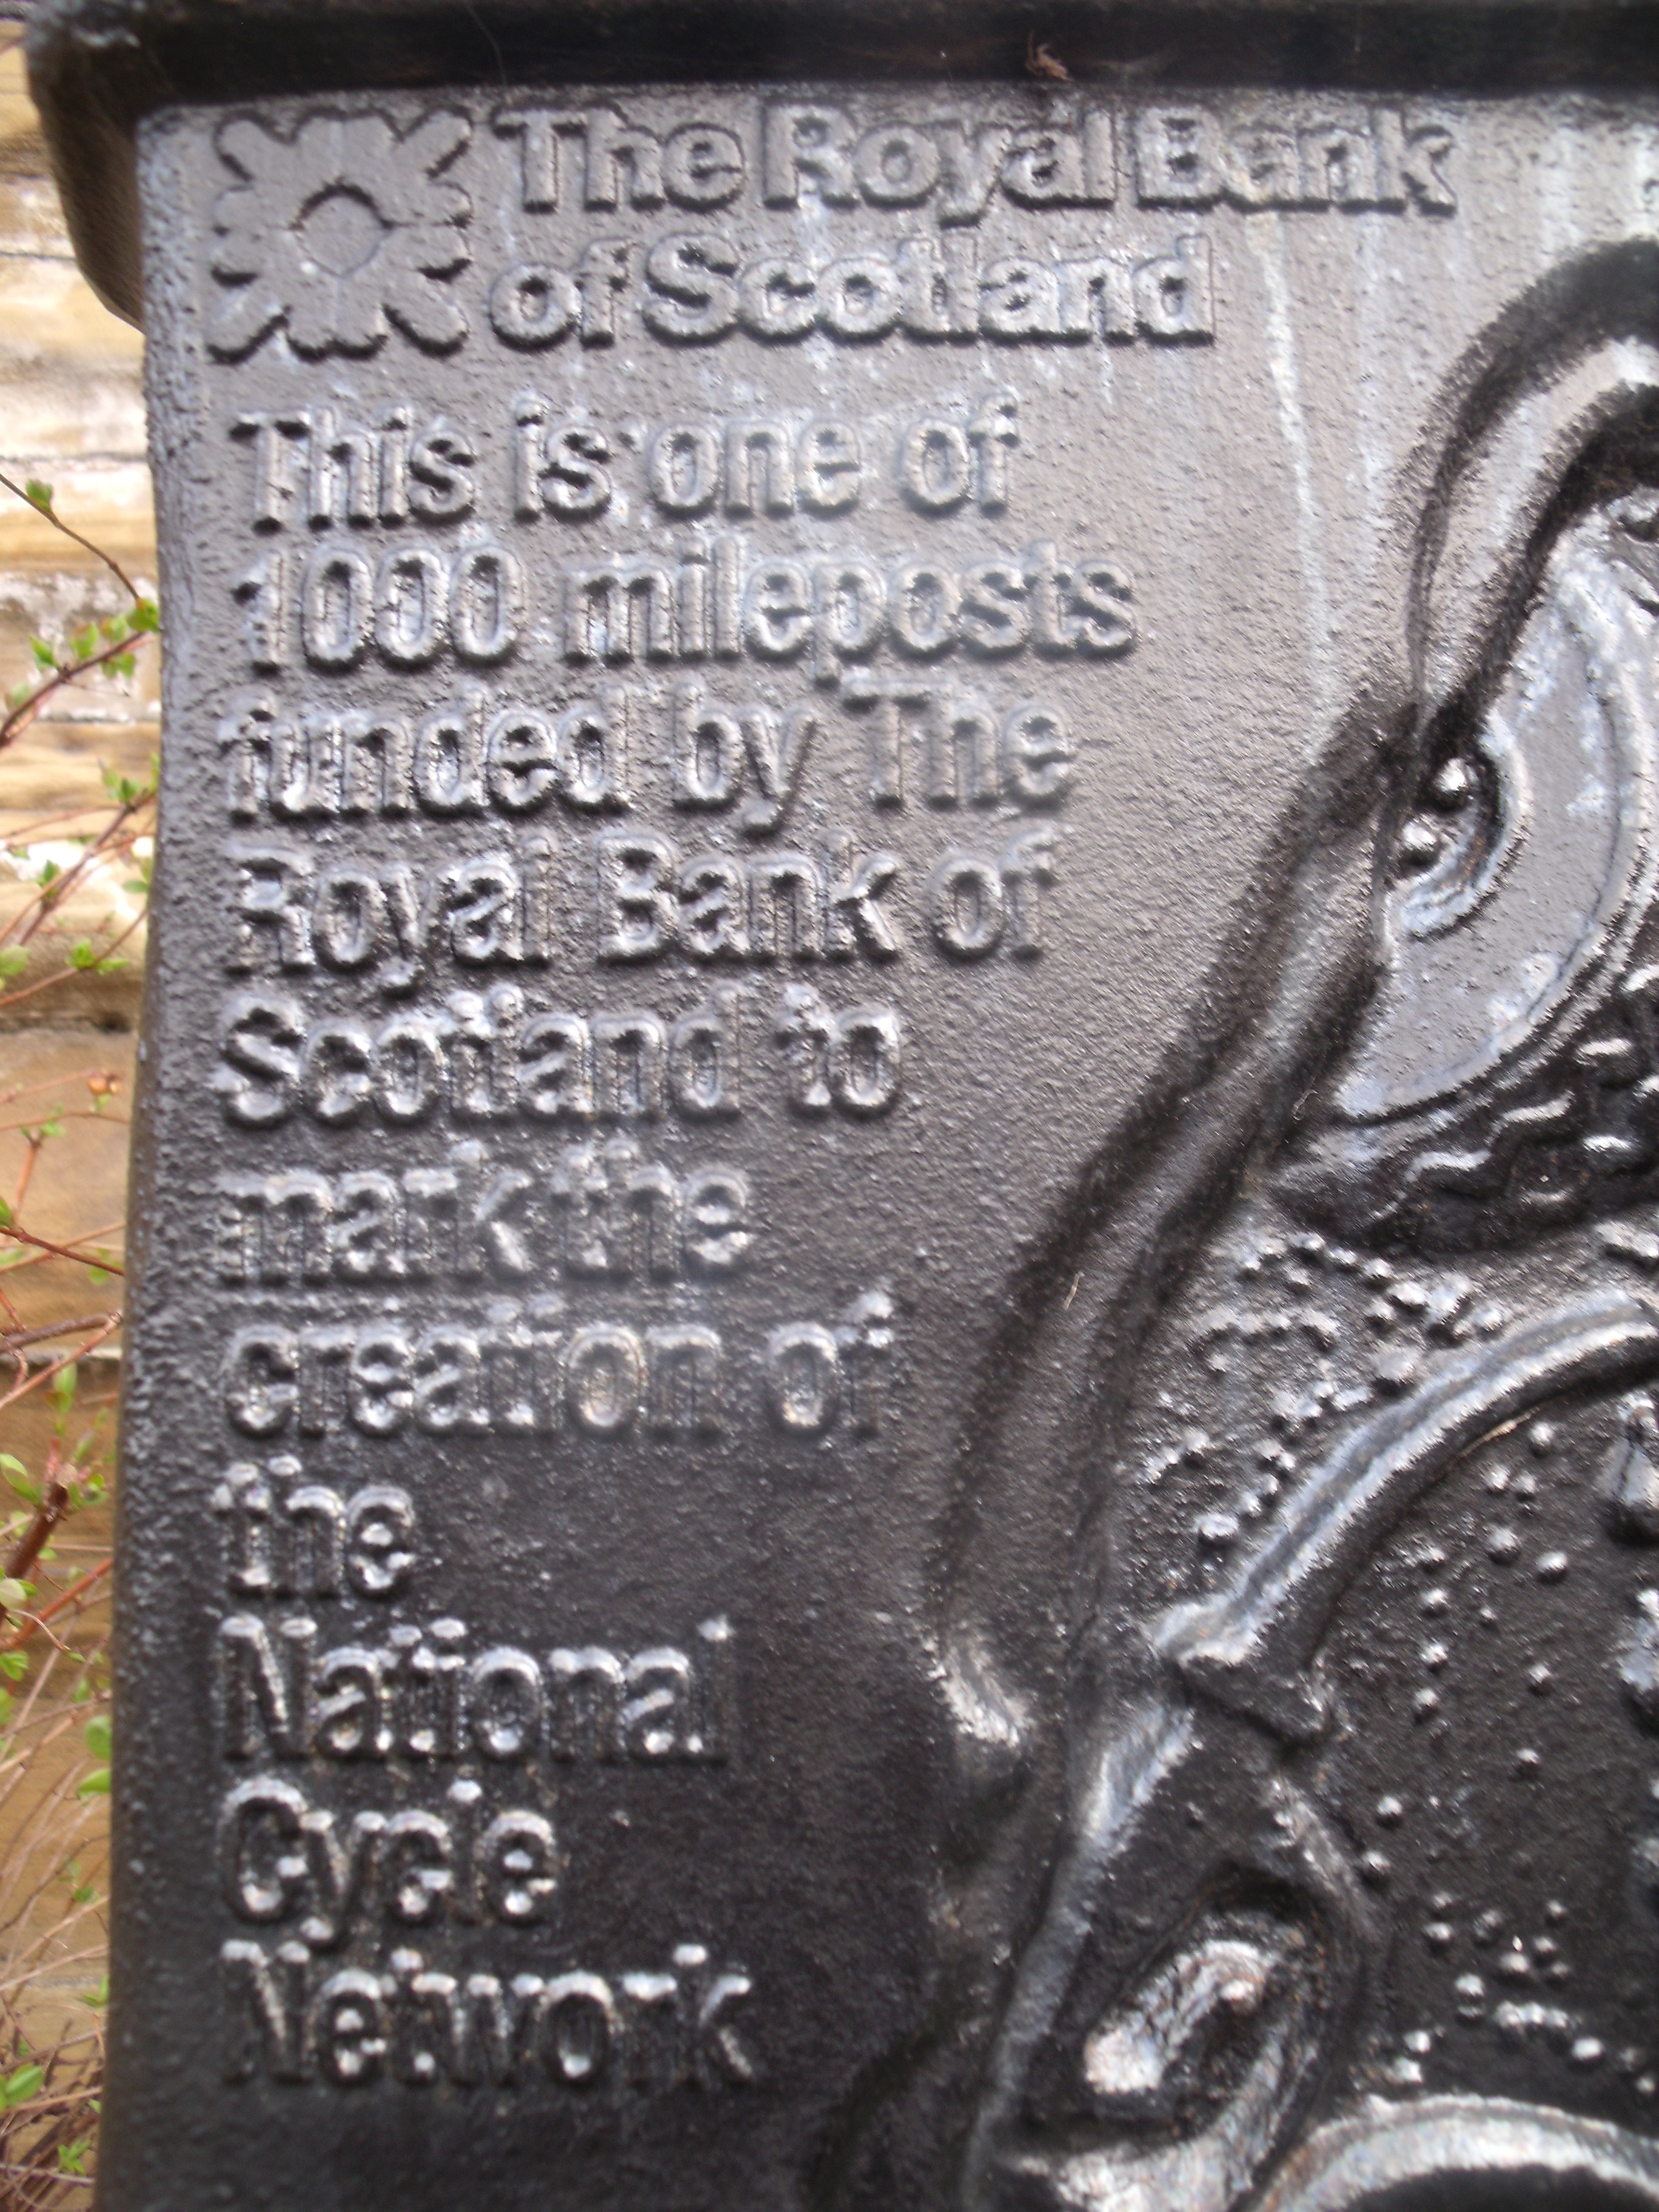 The Royal Bank
of Scotland
This is one of
1000 mileposts
funded by The
Royal Bank of
Scotland to
mark the
creation of
the
National
Cycle
Network